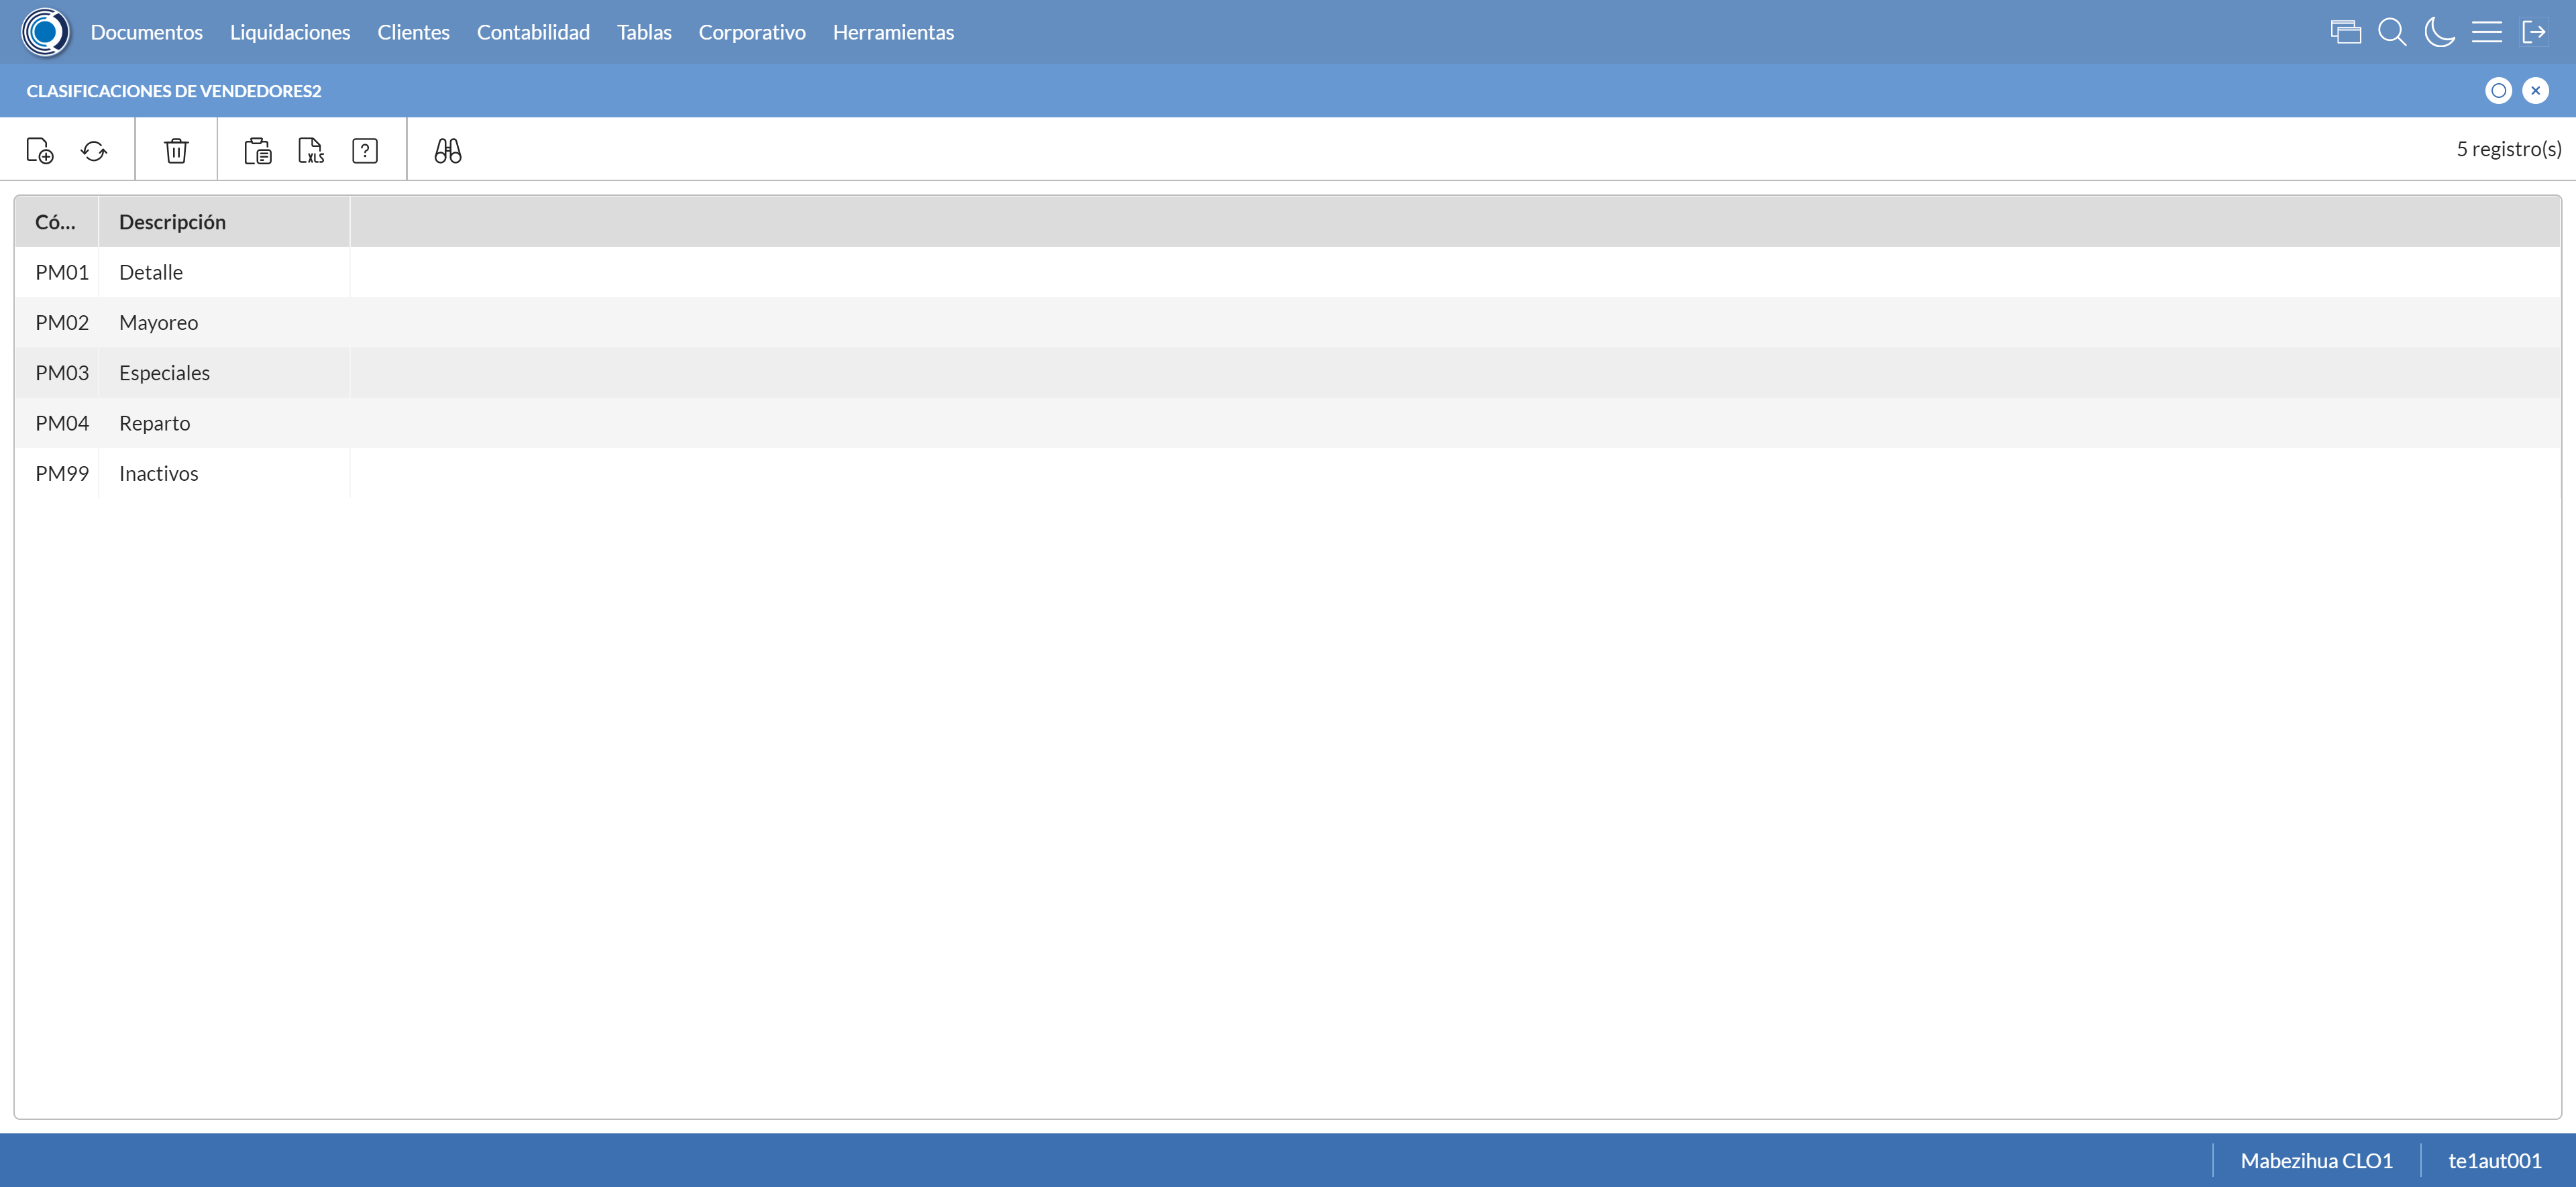 Documentos Liquidaciones Clientes Contabilidad Tablas Corporativo Herramientas
CLASIFICACIONES DE VENDEDORES2
XLS ? 5 registro(s)
Có... Descripción
PM01 Detalle
PM02 Mayoreo
PM03 Especiales
PM04 Reparto
PM99 Inactivos
Mabezihua CLO1 te1aut001